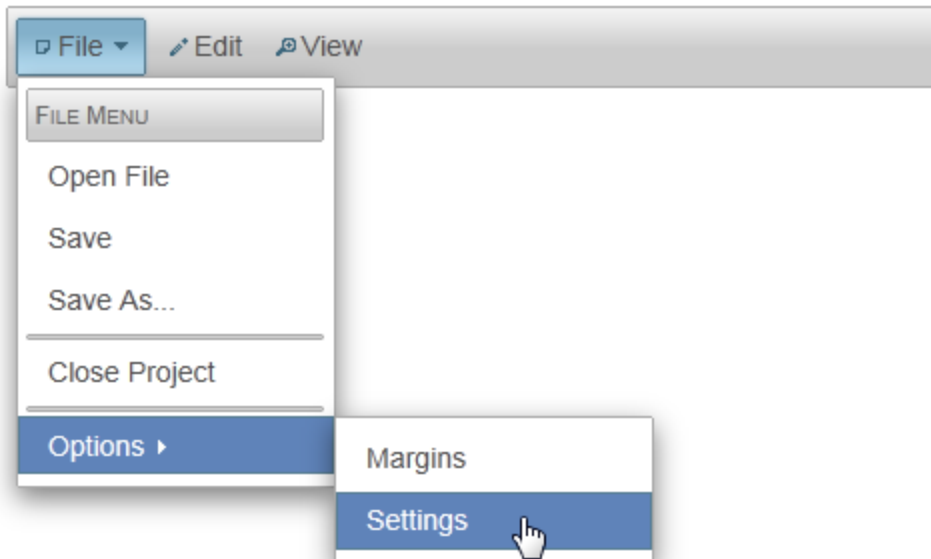 File Edit View
FILE MENU
Open File
Save
Save As...
Close Project
Options
Margins
Settings